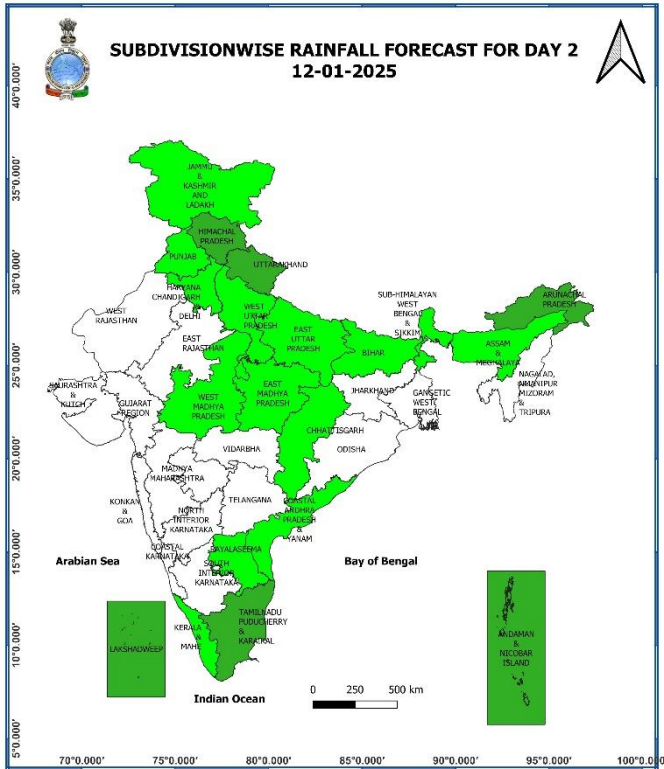 SUBDIVISIONWISE RAINFALL FORECAST FOR DAY 2
12-01-2025
40°0.000'
35°0.000'
30°0.000'
25°0.000'
20°0.000'
15°0.000'
10°0.000'
5°0.000'
JAMMU
&
KASHMIR
AND
LADAKH
HIMACHAL
PRADESH
PUNJAB
UTTARAKHAND
HARYANA
CHANDIGARH
DELHI
WEST
RAJASTHAN
EAST
RAJASTHAN
WEST
UTTAR
PRADESH
EAST
UTTAR
PRADESH
SUB-HIMALAYAN
WEST
BENGAL
&
SIKKIM
ARUNACHAL
PRADESH
ASSAM
&
MEGHALAYA
NAGALAD,
MIZORAM
&
TRIPURA
BIHAR
JHARKHAND
GANGETIC
WEST
BENGAL
SAURASHTRA
&
KUTCH
GUJARAT
REGION
WEST
MADHYA
PRADESH
EAST
MADHYA
PRADESH
CHHATTISGARH
ODISHA
VIDARBHA
MADHYA
MAHARASHTRA
KONKAN
&
GOA
TELANGANA
NORTH
INTERIOR
KARNATAKA
COASTAL
ANDHRA
PRADESH
&
YANAM
COASTAL
KARNATAKA
RAYALASEEMA
SOUTH
INTERIOR
KARNATAKA
Arabian Sea
Bay of Bengal
LAKSHADWEEP
KERALA
&
MAHE
TAMILNADU
PUDUCHERRY
&
KARAIKAL
ANDAMAN
&
NICOBAR
ISLAND
Indian Ocean
0 250 500 km
70°0.000' 75°0.000' 80°0.000' 85°0.000' 90°0.000' 95°0.000' 100°0.000'